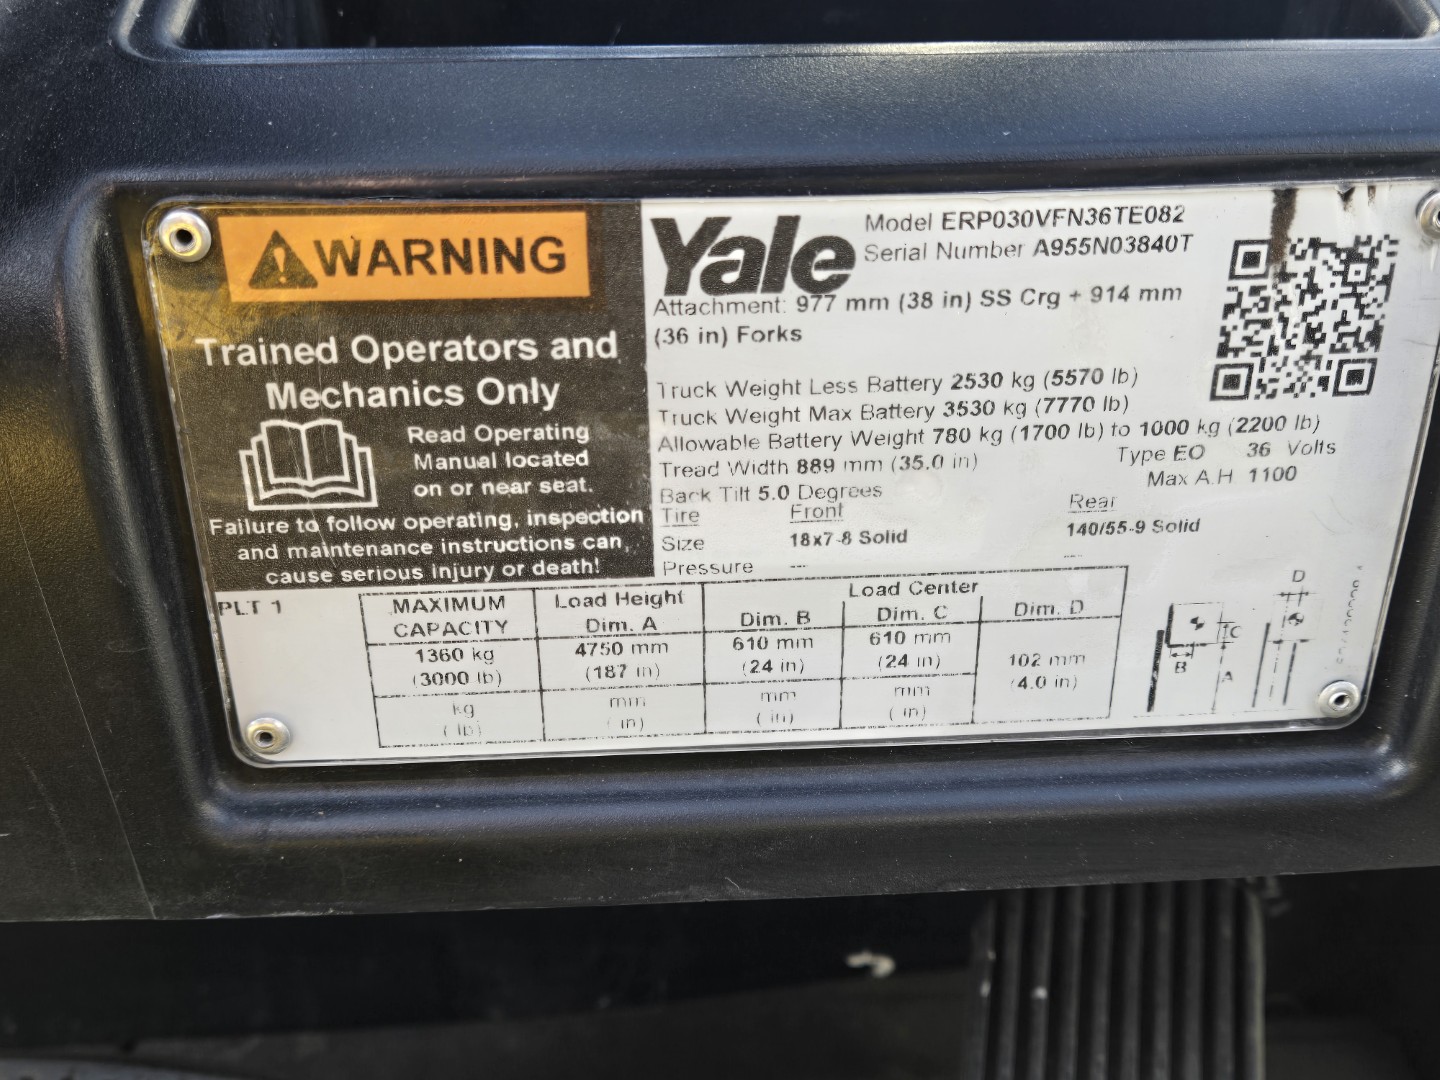 WARNING
Trained Operators and
Mechanics Only
Read Operating
Manual located
on or near seat.
Failure to follow operating, inspection
and maintenance instructions can
cause serious injury or death!
Yale
Model ERP030VFN36TE082
Serial Number A955N03840T
Attachment: 977 mm (38 in) SS Crg + 914 mm
(36 in) Forks
Truck Weight Less Battery 2530 kg (5570 lb)
Truck Weight Max Battery 3530 kg (7770 lb)
Allowable Battery Weight 780 kg (1700 lb) to 1000 kg (2200 lb)
Tread Width 889 mm (35.0 in) Type EO 36 Volts
Back Tilt 5.0 Degrees Max A.H 1100
Tire Front Rear
Size 18x7-8 Solid 140/55-9 Solid
Pressure --- ---
PLT 1
MAXIMUM CAPACITY Load Height Dim. A Load Center
Dim. B Dim. C Dim. D
1360 kg 4750 mm 610 mm 610 mm 102 mm
(3000 lb) (187 in) (24 in) (24 in) (4.0 in)
kg mm mm mm
( lb) ( in) ( in) ( in)
D
C
B
A